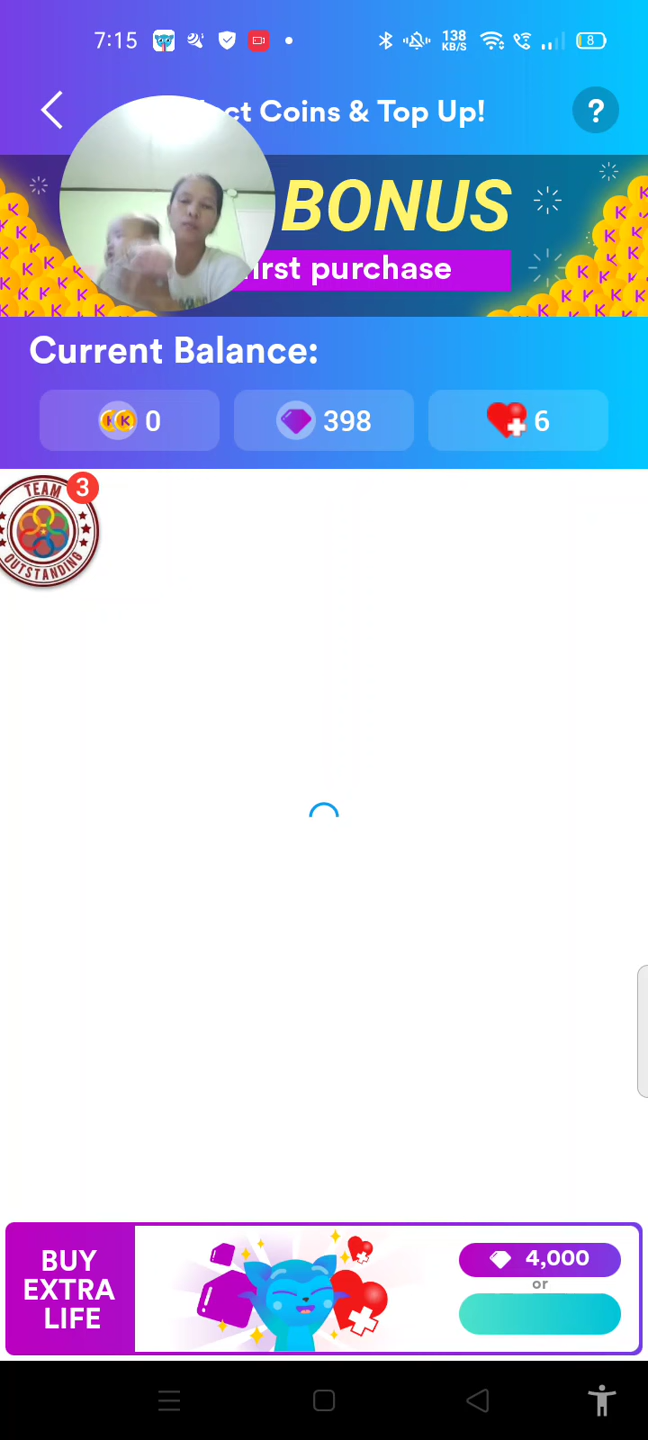 7:15
138
KB/S
8
ct Coins & Top Up!
?
BONUS
first purchase
Current Balance:
0
398
6
TEAM
OUTSTANDING
3
BUY
EXTRA
LIFE
4,000
or